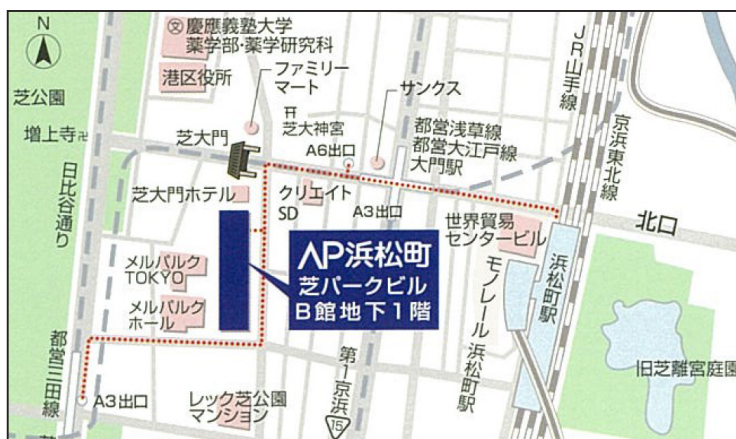 N
文 慶應義塾大学
薬学部・薬学研究科
港区役所
ファミリー
マート
サンクス
芝公園
増上寺卍
芝大門
芝大神宮
A6出口
都営浅草線
都営大江戸線
大門駅
JR山手線
京浜東北線
日比谷通り
芝大門ホテル
クリエイト
SD
A3出口
世界貿易
センタービル
北口
AP浜松町
芝パークビル
B館地下1階
メルパルク
TOKYO
メルパルク
ホール
モノレール 浜松町駅
浜松町駅
旧芝離宮庭園
都営三田線
A3出口
レック芝公園
マンション
第1京浜
15